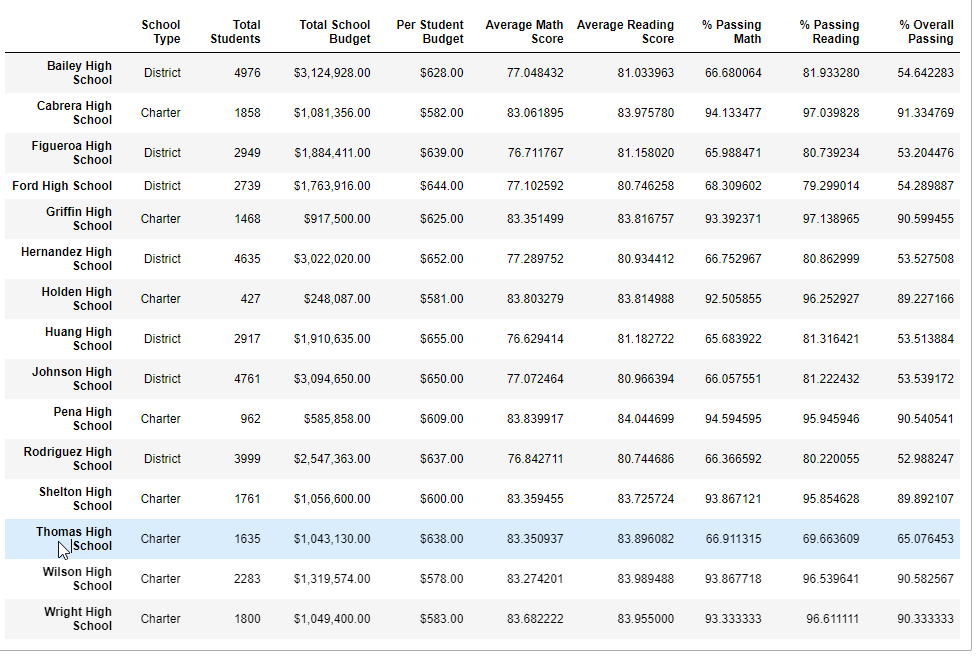 School Type Total Students Total School Budget Per Student Budget Average Math Score Average Reading Score % Passing Math % Passing Reading % Overall Passing
Bailey High School District 4976 $3,124,928.00 $628.00 77.048432 81.033963 66.680064 81.933280 54.642283
Cabrera High School Charter 1858 $1,081,356.00 $582.00 83.061895 83.975780 94.133477 97.039828 91.334769
Figueroa High School District 2949 $1,884,411.00 $639.00 76.711767 81.158020 65.988471 80.739234 53.204476
Ford High School District 2739 $1,763,916.00 $644.00 77.102592 80.746258 68.309602 79.299014 54.289887
Griffin High School Charter 1468 $917,500.00 $625.00 83.351499 83.816757 93.392371 97.138965 90.599455
Hernandez High School District 4635 $3,022,020.00 $652.00 77.289752 80.934412 66.752967 80.862999 53.527508
Holden High School Charter 427 $248,087.00 $581.00 83.803279 83.814988 92.505855 96.252927 89.227166
Huang High School District 2917 $1,910,635.00 $655.00 76.629414 81.182722 65.683922 81.316421 53.513884
Johnson High School District 4761 $3,094,650.00 $650.00 77.072464 80.966394 66.057551 81.222432 53.539172
Pena High School Charter 962 $585,858.00 $609.00 83.839917 84.044699 94.594595 95.945946 90.540541
Rodriguez High School District 3999 $2,547,363.00 $637.00 76.842711 80.744686 66.366592 80.220055 52.988247
Shelton High School Charter 1761 $1,056,600.00 $600.00 83.359455 83.725724 93.867121 95.854628 89.892107
Thomas High School Charter 1635 $1,043,130.00 $638.00 83.350937 83.896082 66.911315 69.663609 65.076453
Wilson High School Charter 2283 $1,319,574.00 $578.00 83.274201 83.989488 93.867718 96.539641 90.582567
Wright High School Charter 1800 $1,049,400.00 $583.00 83.682222 83.955000 93.333333 96.611111 90.333333